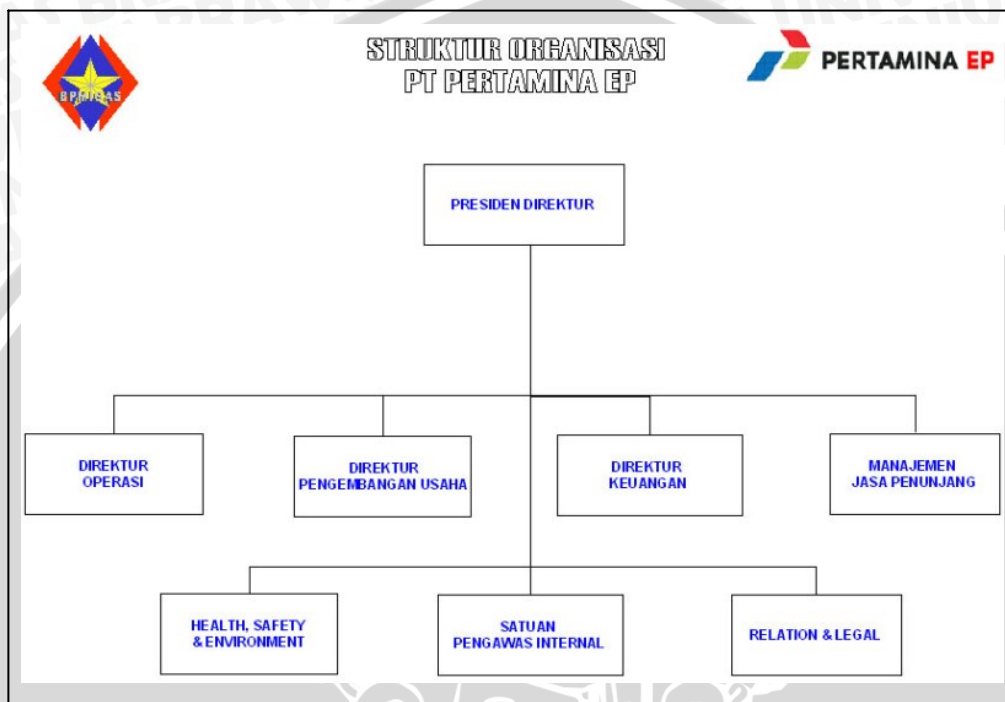 STRUKTUR ORGANISASI
PT PERTAMINA EP
BPMIGAS
PERTAMINA EP
PRESIDEN DIREKTUR
DIREKTUR
OPERASI
DIREKTUR
PENGEMBANGAN USAHA
DIREKTUR
KEUANGAN
MANAJEMEN
JASA PENUNJANG
HEALTH, SAFETY
& ENVIRONMENT
SATUAN
PENGAWAS INTERNAL
RELATION & LEGAL